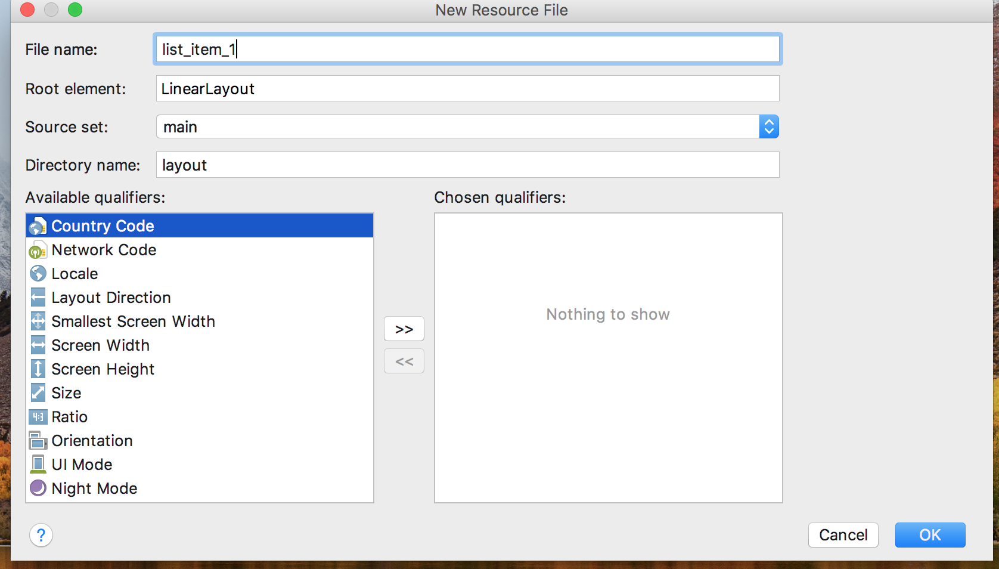 New Resource File
File name:
list_item_1
Root element:
LinearLayout
Source set:
main
Directory name:
layout
Available qualifiers:
Chosen qualifiers:
Country Code
Network Code
Locale
Layout Direction
Smallest Screen Width
Screen Width
Screen Height
Size
4:3 Ratio
Orientation
UI Mode
Night Mode
>>
<<
Nothing to show
?
Cancel
OK